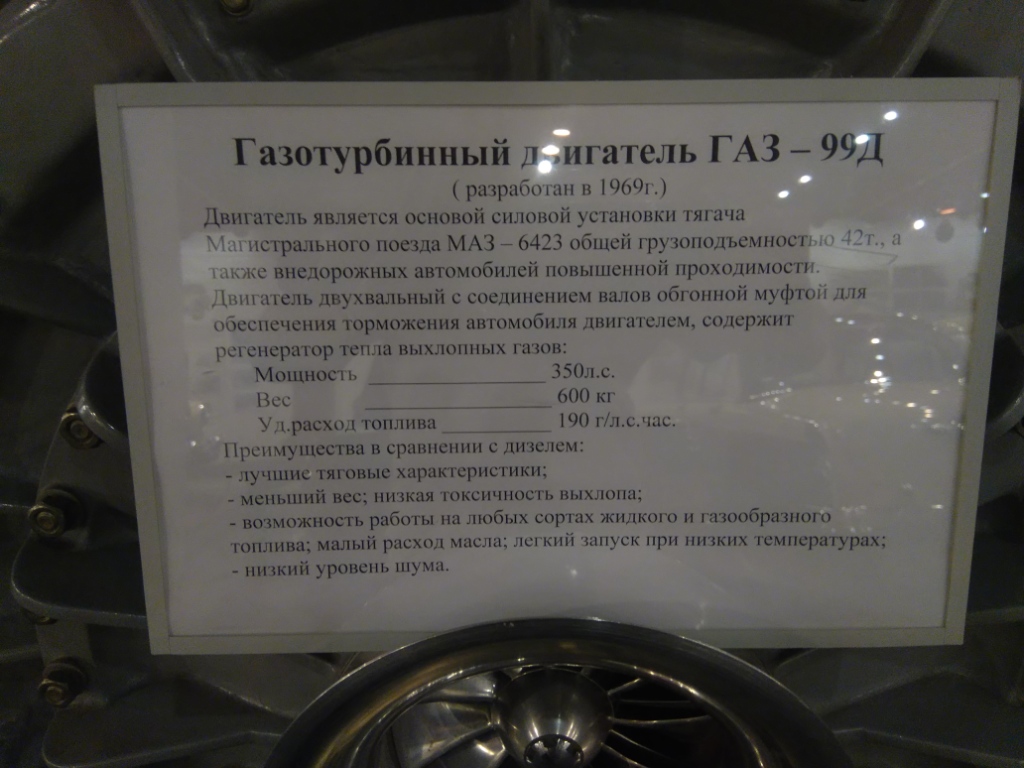 Газотурбинный двигатель ГАЗ – 99Д
( разработан в 1969г.)
Двигатель является основой силовой установки тягача
Магистрального поезда МАЗ – 6423 общей грузоподъемностью 42т., а
также внедорожных автомобилей повышенной проходимости.
Двигатель двухвальный с соединением валов обгонной муфтой для
обеспечения торможения автомобиля двигателем, содержит
регенератор тепла выхлопных газов:
Мощность ________________ 350л.с.
Вес ________________ 600 кг
Уд.расход топлива __________ 190 г/л.с.час.
Преимущества в сравнении с дизелем:
- лучшие тяговые характеристики;
- меньший вес; низкая токсичность выхлопа;
- возможность работы на любых сортах жидкого и газообразного
топлива; малый расход масла; легкий запуск при низких температурах;
- низкий уровень шума.